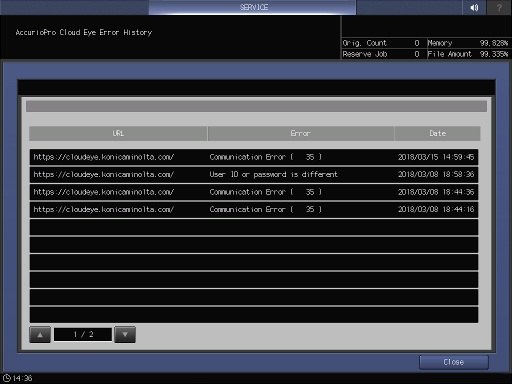 SERVICE
?
AccurioPro Cloud Eye Error History
Orig. Count 0 Memory 99.828%
Reserve Job 0 File Amount 99.335%
URL Error Date
https://cloudeye.konicaminolta.com/ Communication Error ( 35 ) 2018/03/15 14:59:45
https://cloudeye.konicaminolta.com/ User ID or password is different 2018/03/08 18:58:36
https://cloudeye.konicaminolta.com/ Communication Error ( 35 ) 2018/03/08 18:44:36
https://cloudeye.konicaminolta.com/ Communication Error ( 35 ) 2018/03/08 18:44:16
1 / 2
Close
14:36